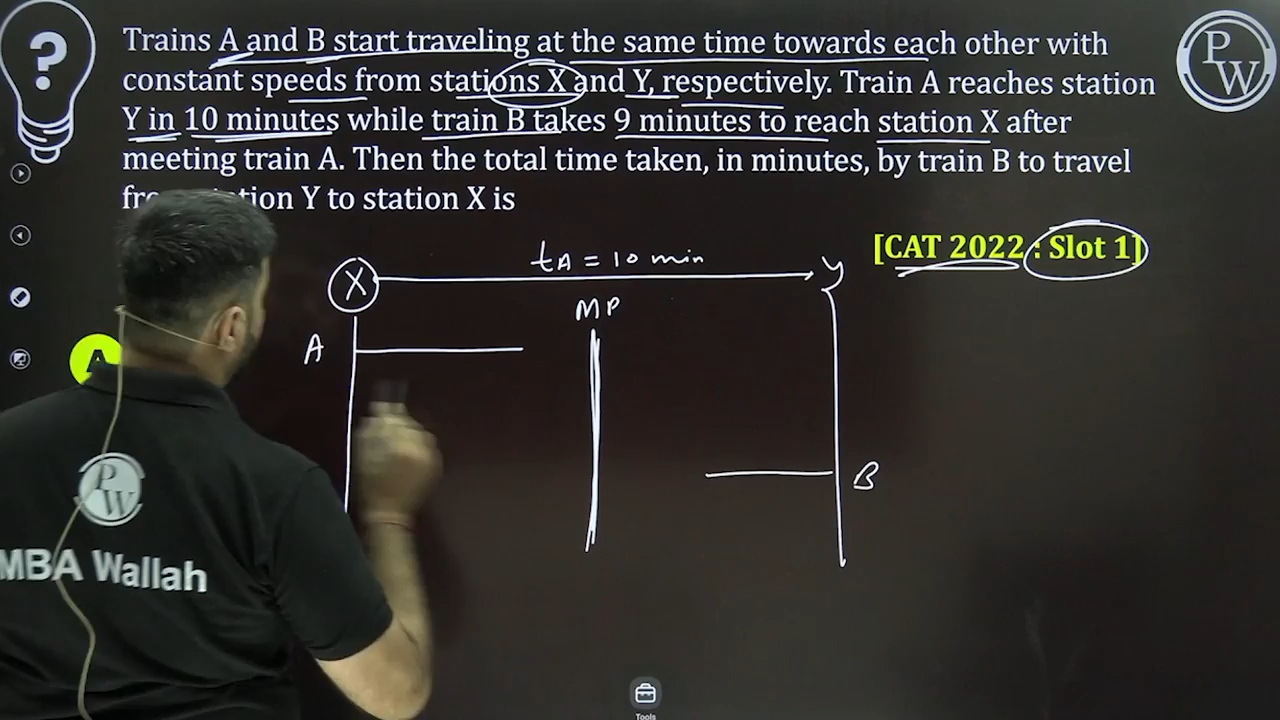 Trains A and B start traveling at the same time towards each other with
constant speeds from stations X and Y, respectively. Train A reaches station
Y in 10 minutes while train B takes 9 minutes to reach station X after
meeting train A. Then the total time taken, in minutes, by train B to travel
station Y to station X is
[CAT 2022 : Slot 1]
X tA = 10 min Y
MP
A
B
A
PW
PW
MBA Wallah
Tools
?